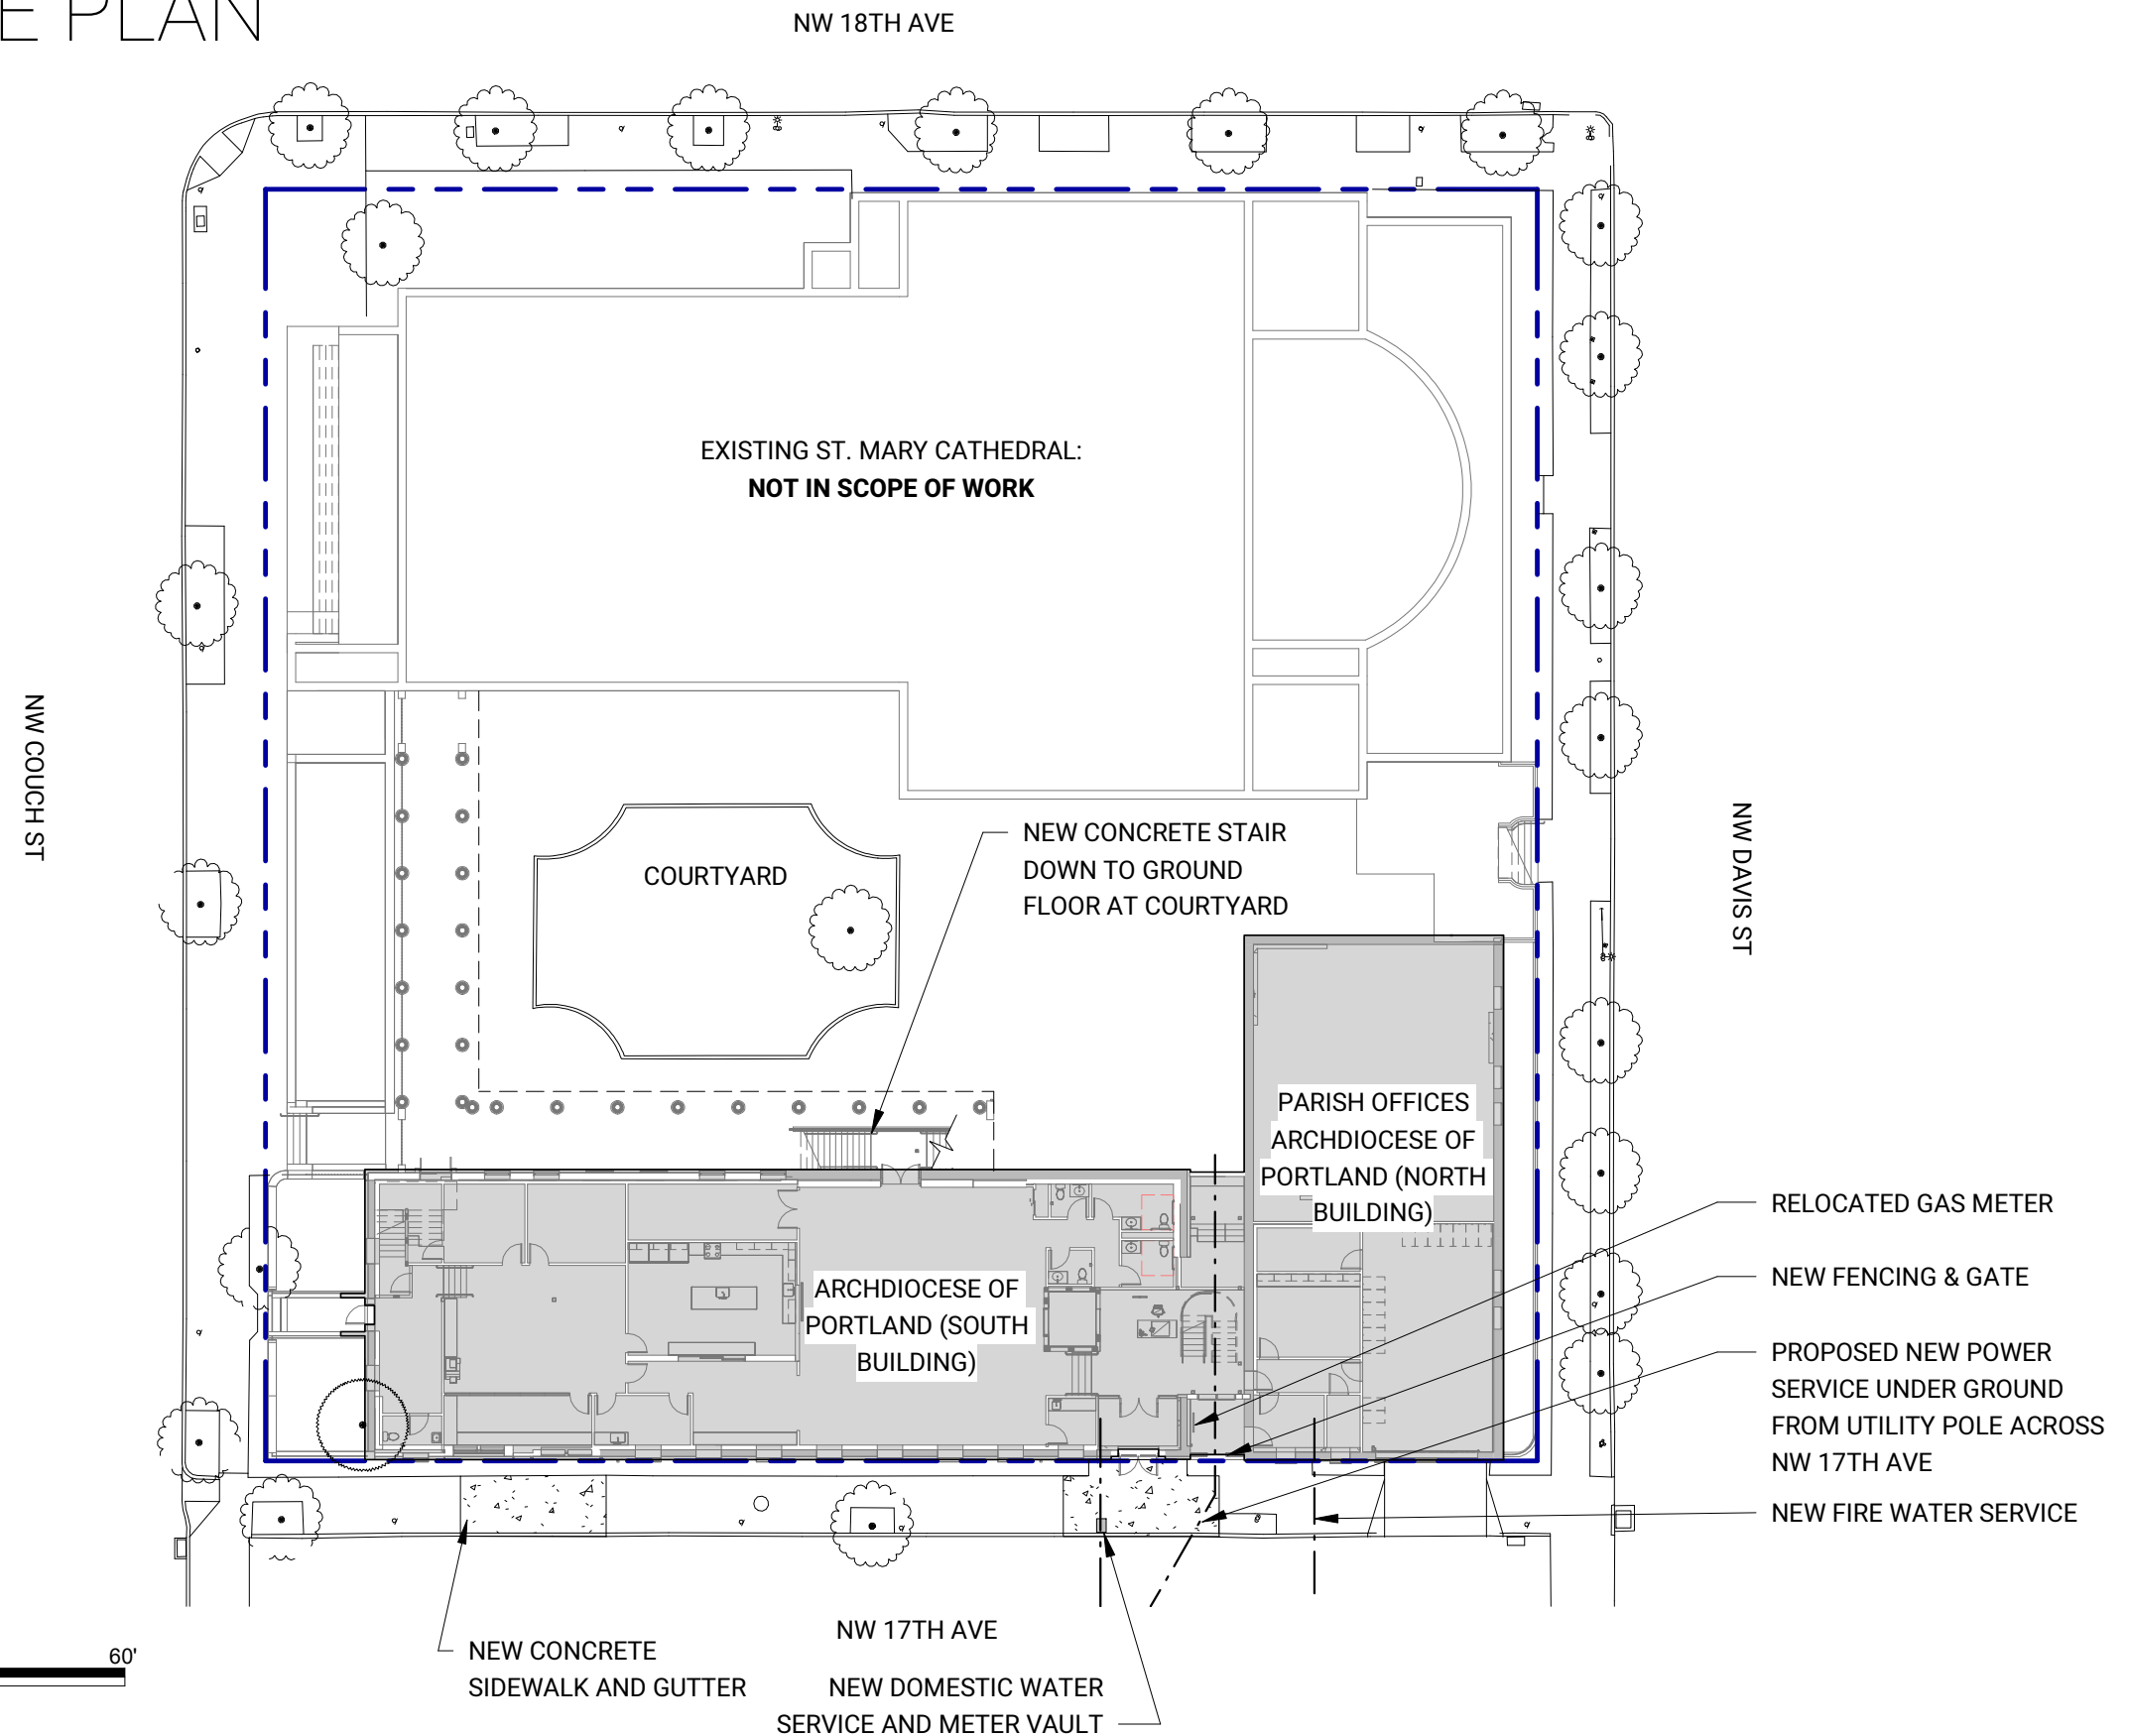 E PLAN
NW 18TH AVE
EXISTING ST. MARY CATHEDRAL:
NOT IN SCOPE OF WORK
NW COUCH ST
NW DAVIS ST
COURTYARD
NEW CONCRETE STAIR
DOWN TO GROUND
FLOOR AT COURTYARD
PARISH OFFICES
ARCHDIOCESE OF
PORTLAND (NORTH
BUILDING)
ARCHDIOCESE OF
PORTLAND (SOUTH
BUILDING)
RELOCATED GAS METER
NEW FENCING & GATE
PROPOSED NEW POWER
SERVICE UNDER GROUND
FROM UTILITY POLE ACROSS
NW 17TH AVE
NEW FIRE WATER SERVICE
NW 17TH AVE
NEW CONCRETE
SIDEWALK AND GUTTER
NEW DOMESTIC WATER
SERVICE AND METER VAULT
60'